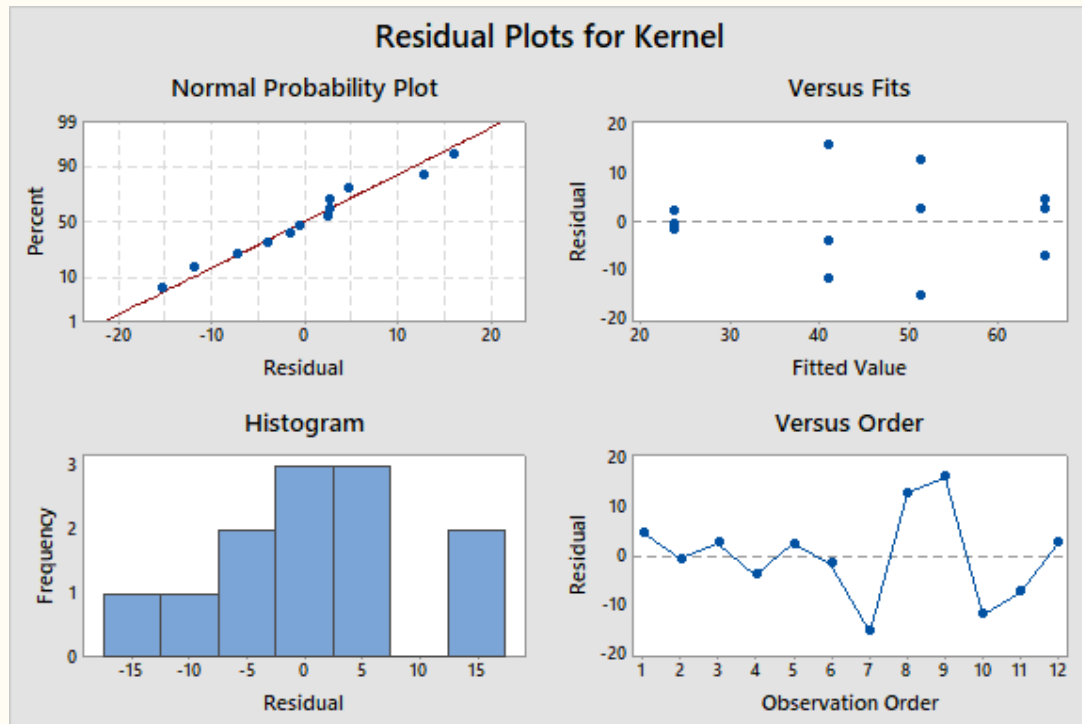 Residual Plots for Kernel
Normal Probability Plot
99
90
50
10
1
Percent
-20 -10 0 10 20
Residual
Versus Fits
20
10
0
-10
-20
Residual
20 30 40 50 60
Fitted Value
Histogram
3
2
1
0
Frequency
-15 -10 -5 0 5 10 15
Residual
Versus Order
20
10
0
-10
-20
Residual
1 2 3 4 5 6 7 8 9 10 11 12
Observation Order